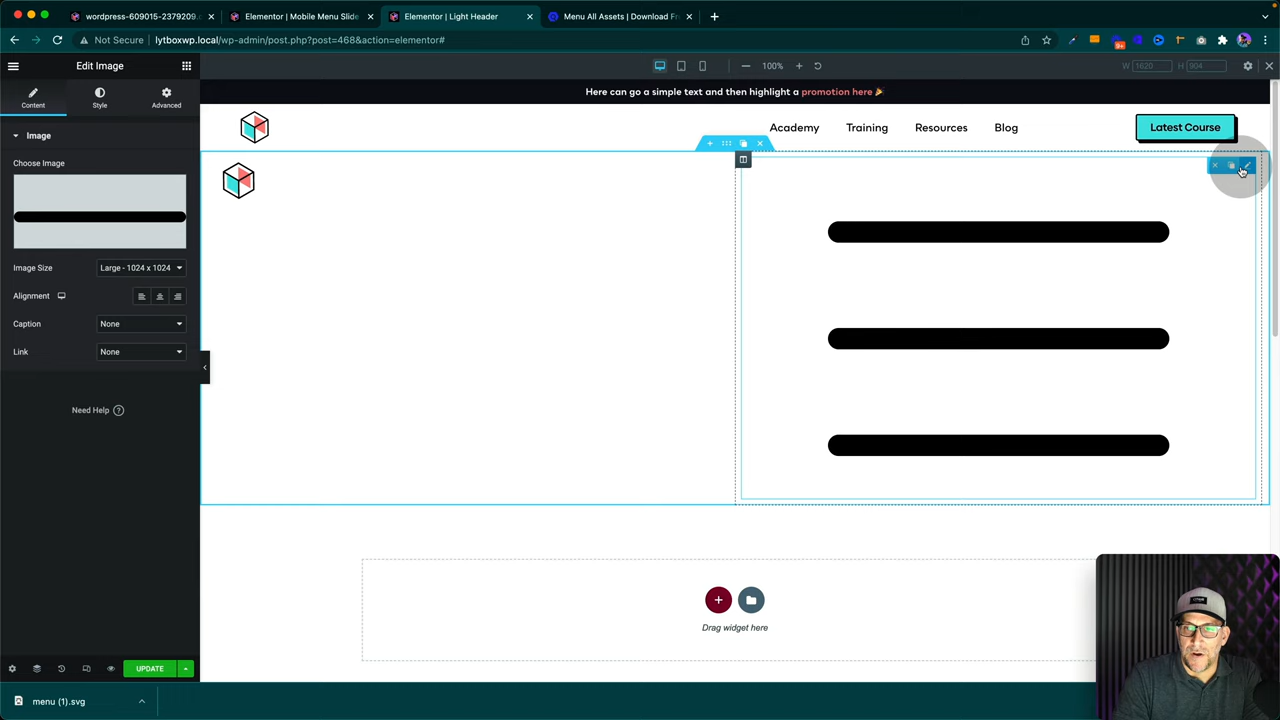 wordpress-609015-2379209.c
Elementor | Mobile Menu Slide
Elementor | Light Header
Menu All Assets | Download Fr
Not Secure
lytboxwp.local/wp-admin/post.php?post=468&action=elementor#
9+
Edit Image
100%
W 1620 H 904
Content
Style
Advanced
Here can go a simple text and then highlight a promotion here 🎉
Academy
Training
Resources
Blog
Latest Course
Image
Choose Image
Image Size
Large - 1024 x 1024
Alignment
Caption
None
Link
None
Need Help ?
Drag widget here
UPDATE
menu (1).svg